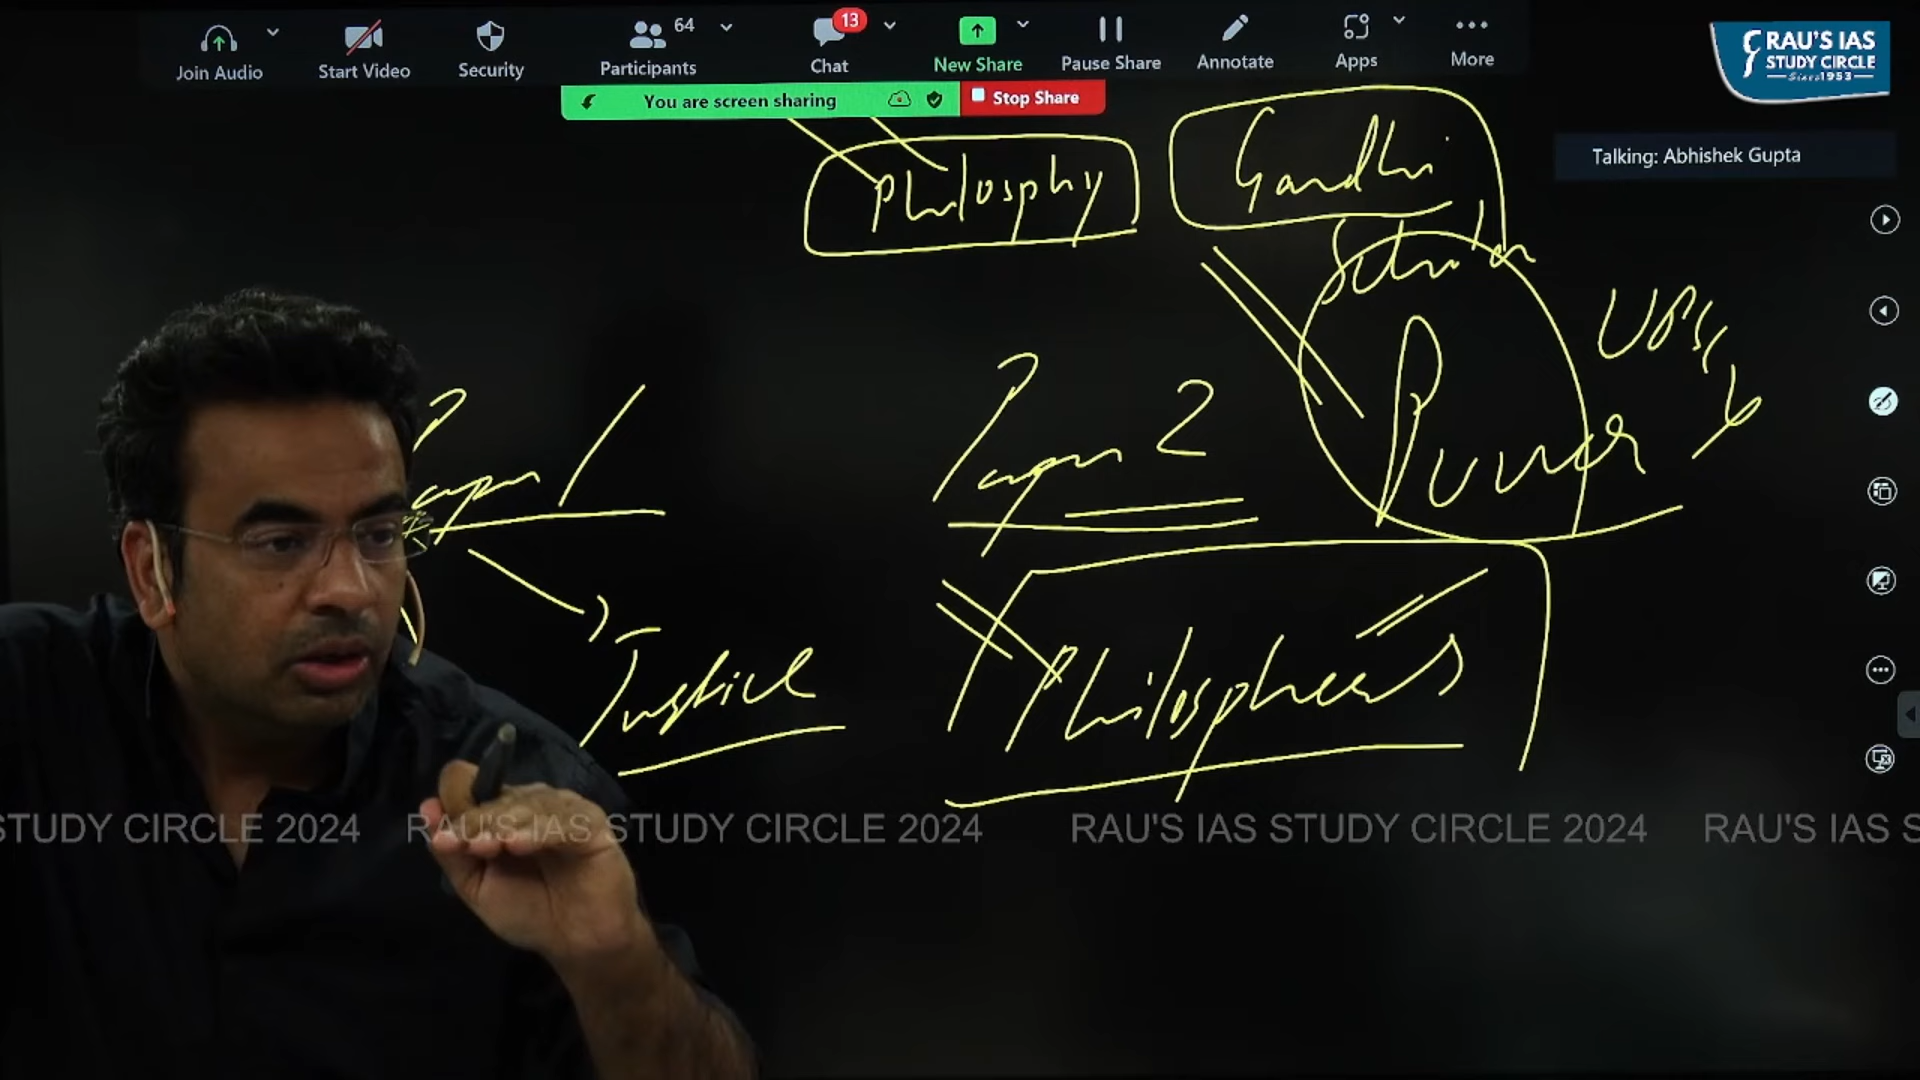 Join Audio
Start Video
Security
64
Participants
13
Chat
New Share
Pause Share
Annotate
Apps
More
You are screen sharing
Stop Share
RAU'S IAS
STUDY CIRCLE
Since 1953
Talking: Abhishek Gupta
Philosphy
Gandhi
Power
Paper 1
Paper 2
Justice
Philosphers
STUDY CIRCLE 2024 RAU'S IAS STUDY CIRCLE 2024 RAU'S IAS STUDY CIRCLE 2024 RAU'S IAS S